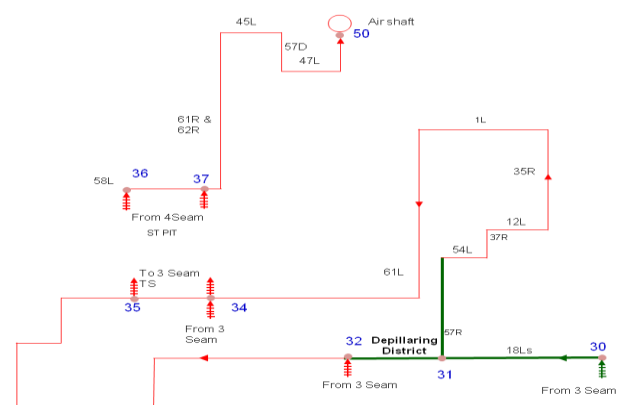 45L
Air shaft
50
57D
47L
1L
61R &
62R
36
37
58L
35R
From 4Seam
ST PIT
12L
37R
54L
To 3 Seam
TS
61L
35
34
From 3
Seam
57R
32
Depillaring
District
30
18Ls
31
From 3 Seam
From 3 Seam